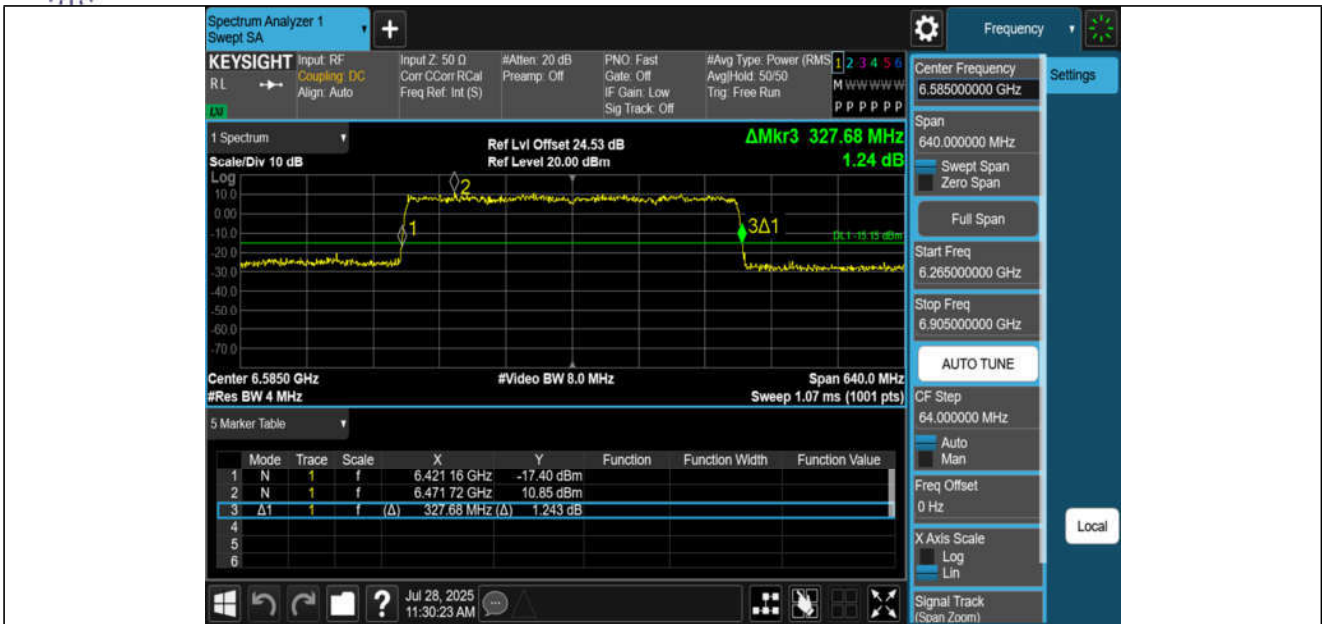 Spectrum Analyzer 1
Swept SA
+
Frequency
KEYSIGHT
RL
LXI
Input: RF
Coupling: DC
Align: Auto
Input Z: 50 Ω
Corr CCorr RCal
Freq Ref: Int (S)
#Atten: 20 dB
Preamp: Off
PNO: Fast
Gate: Off
IF Gain: Low
Sig Track: Off
#Avg Type: Power (RMS
Avg|Hold: 50/50
Trig: Free Run
1 2 3 4 5 6
M W W W W W
P P P P P P
1 Spectrum
Scale/Div 10 dB
Ref Lvl Offset 24.53 dB
Ref Level 20.00 dBm
ΔMkr3 327.68 MHz
1.24 dB
Log
10.0
0.00
-10.0
-20.0
-30.0
-40.0
-50.0
-60.0
-70.0
2
1
3Δ1
DL1 -15.15 dBm
Center 6.5850 GHz
#Video BW 8.0 MHz
Span 640.0 MHz
#Res BW 4 MHz
Sweep 1.07 ms (1001 pts)
5 Marker Table
Mode Trace Scale X Y Function Function Width Function Value
1 N 1 f 6.421 16 GHz -17.40 dBm
2 N 1 f 6.471 72 GHz 10.85 dBm
3 Δ1 1 f (Δ) 327.68 MHz (Δ) 1.243 dB
4
5
6
?
Jul 28, 2025
11:30:23 AM
Center Frequency
6.585000000 GHz
Settings
Span
640.000000 MHz
Swept Span
Zero Span
Full Span
Start Freq
6.265000000 GHz
Stop Freq
6.905000000 GHz
AUTO TUNE
CF Step
64.000000 MHz
Auto
Man
Freq Offset
0 Hz
X Axis Scale
Log
Lin
Local
Signal Track
(Span Zoom)